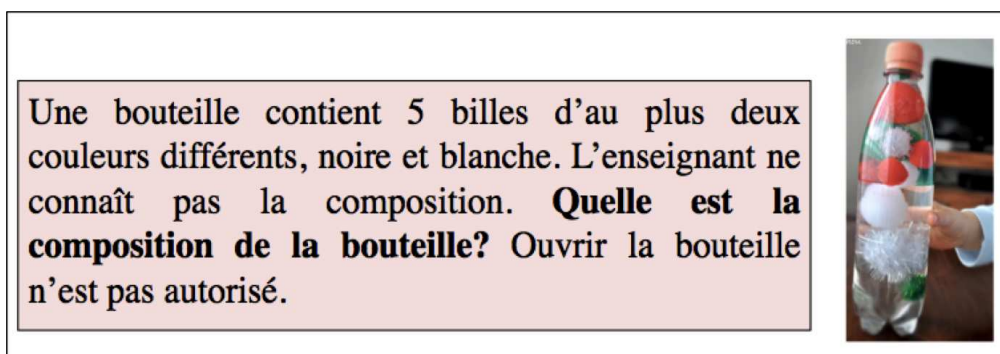 Une bouteille contient 5 billes d'au plus deux
couleurs différents, noire et blanche. L'enseignant ne
connaît pas la composition. Quelle est la
composition de la bouteille? Ouvrir la bouteille
n'est pas autorisé.